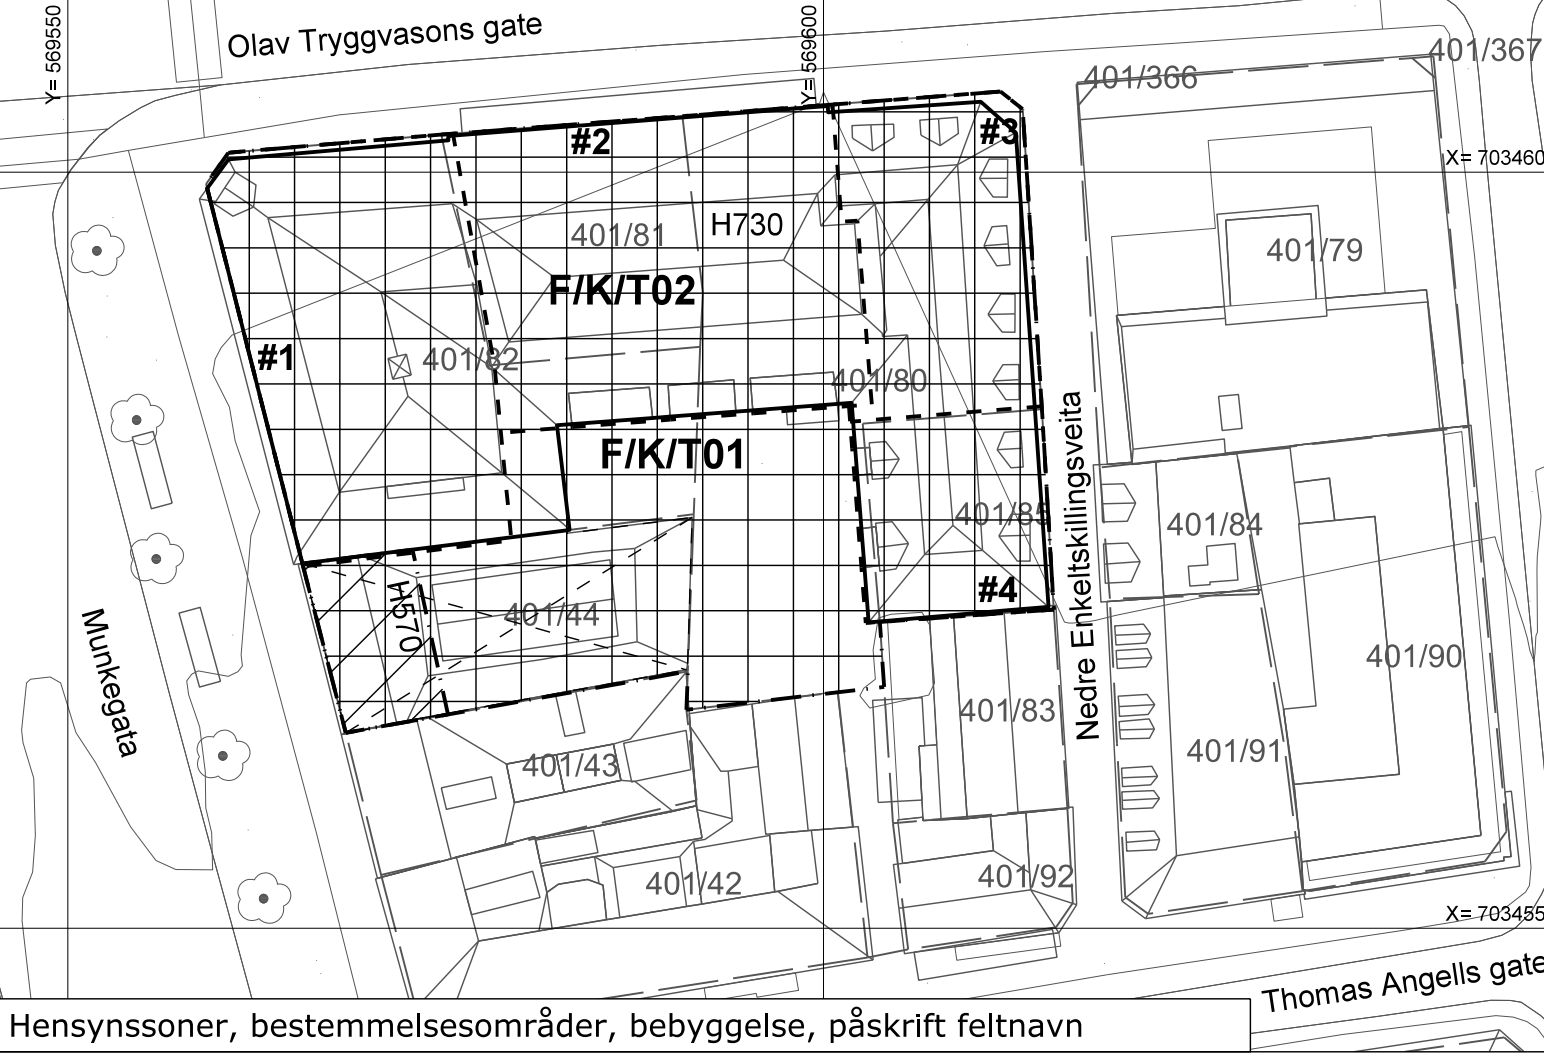 Olav Tryggvasons gate
Y= 569550
Y= 569600
401/366
401/367
#2
#3
X= 703460
401/81
H730
401/79
F/K/T02
#1
401/82
401/80
F/K/T01
Nedre Enkeltskillingsveita
401/85
401/84
#4
H570
401/44
Munkegata
401/90
401/83
401/91
401/43
401/42
401/92
X= 703455
Thomas Angells gate
Hensynssoner, bestemmelsesområder, bebyggelse, påskrift feltnavn